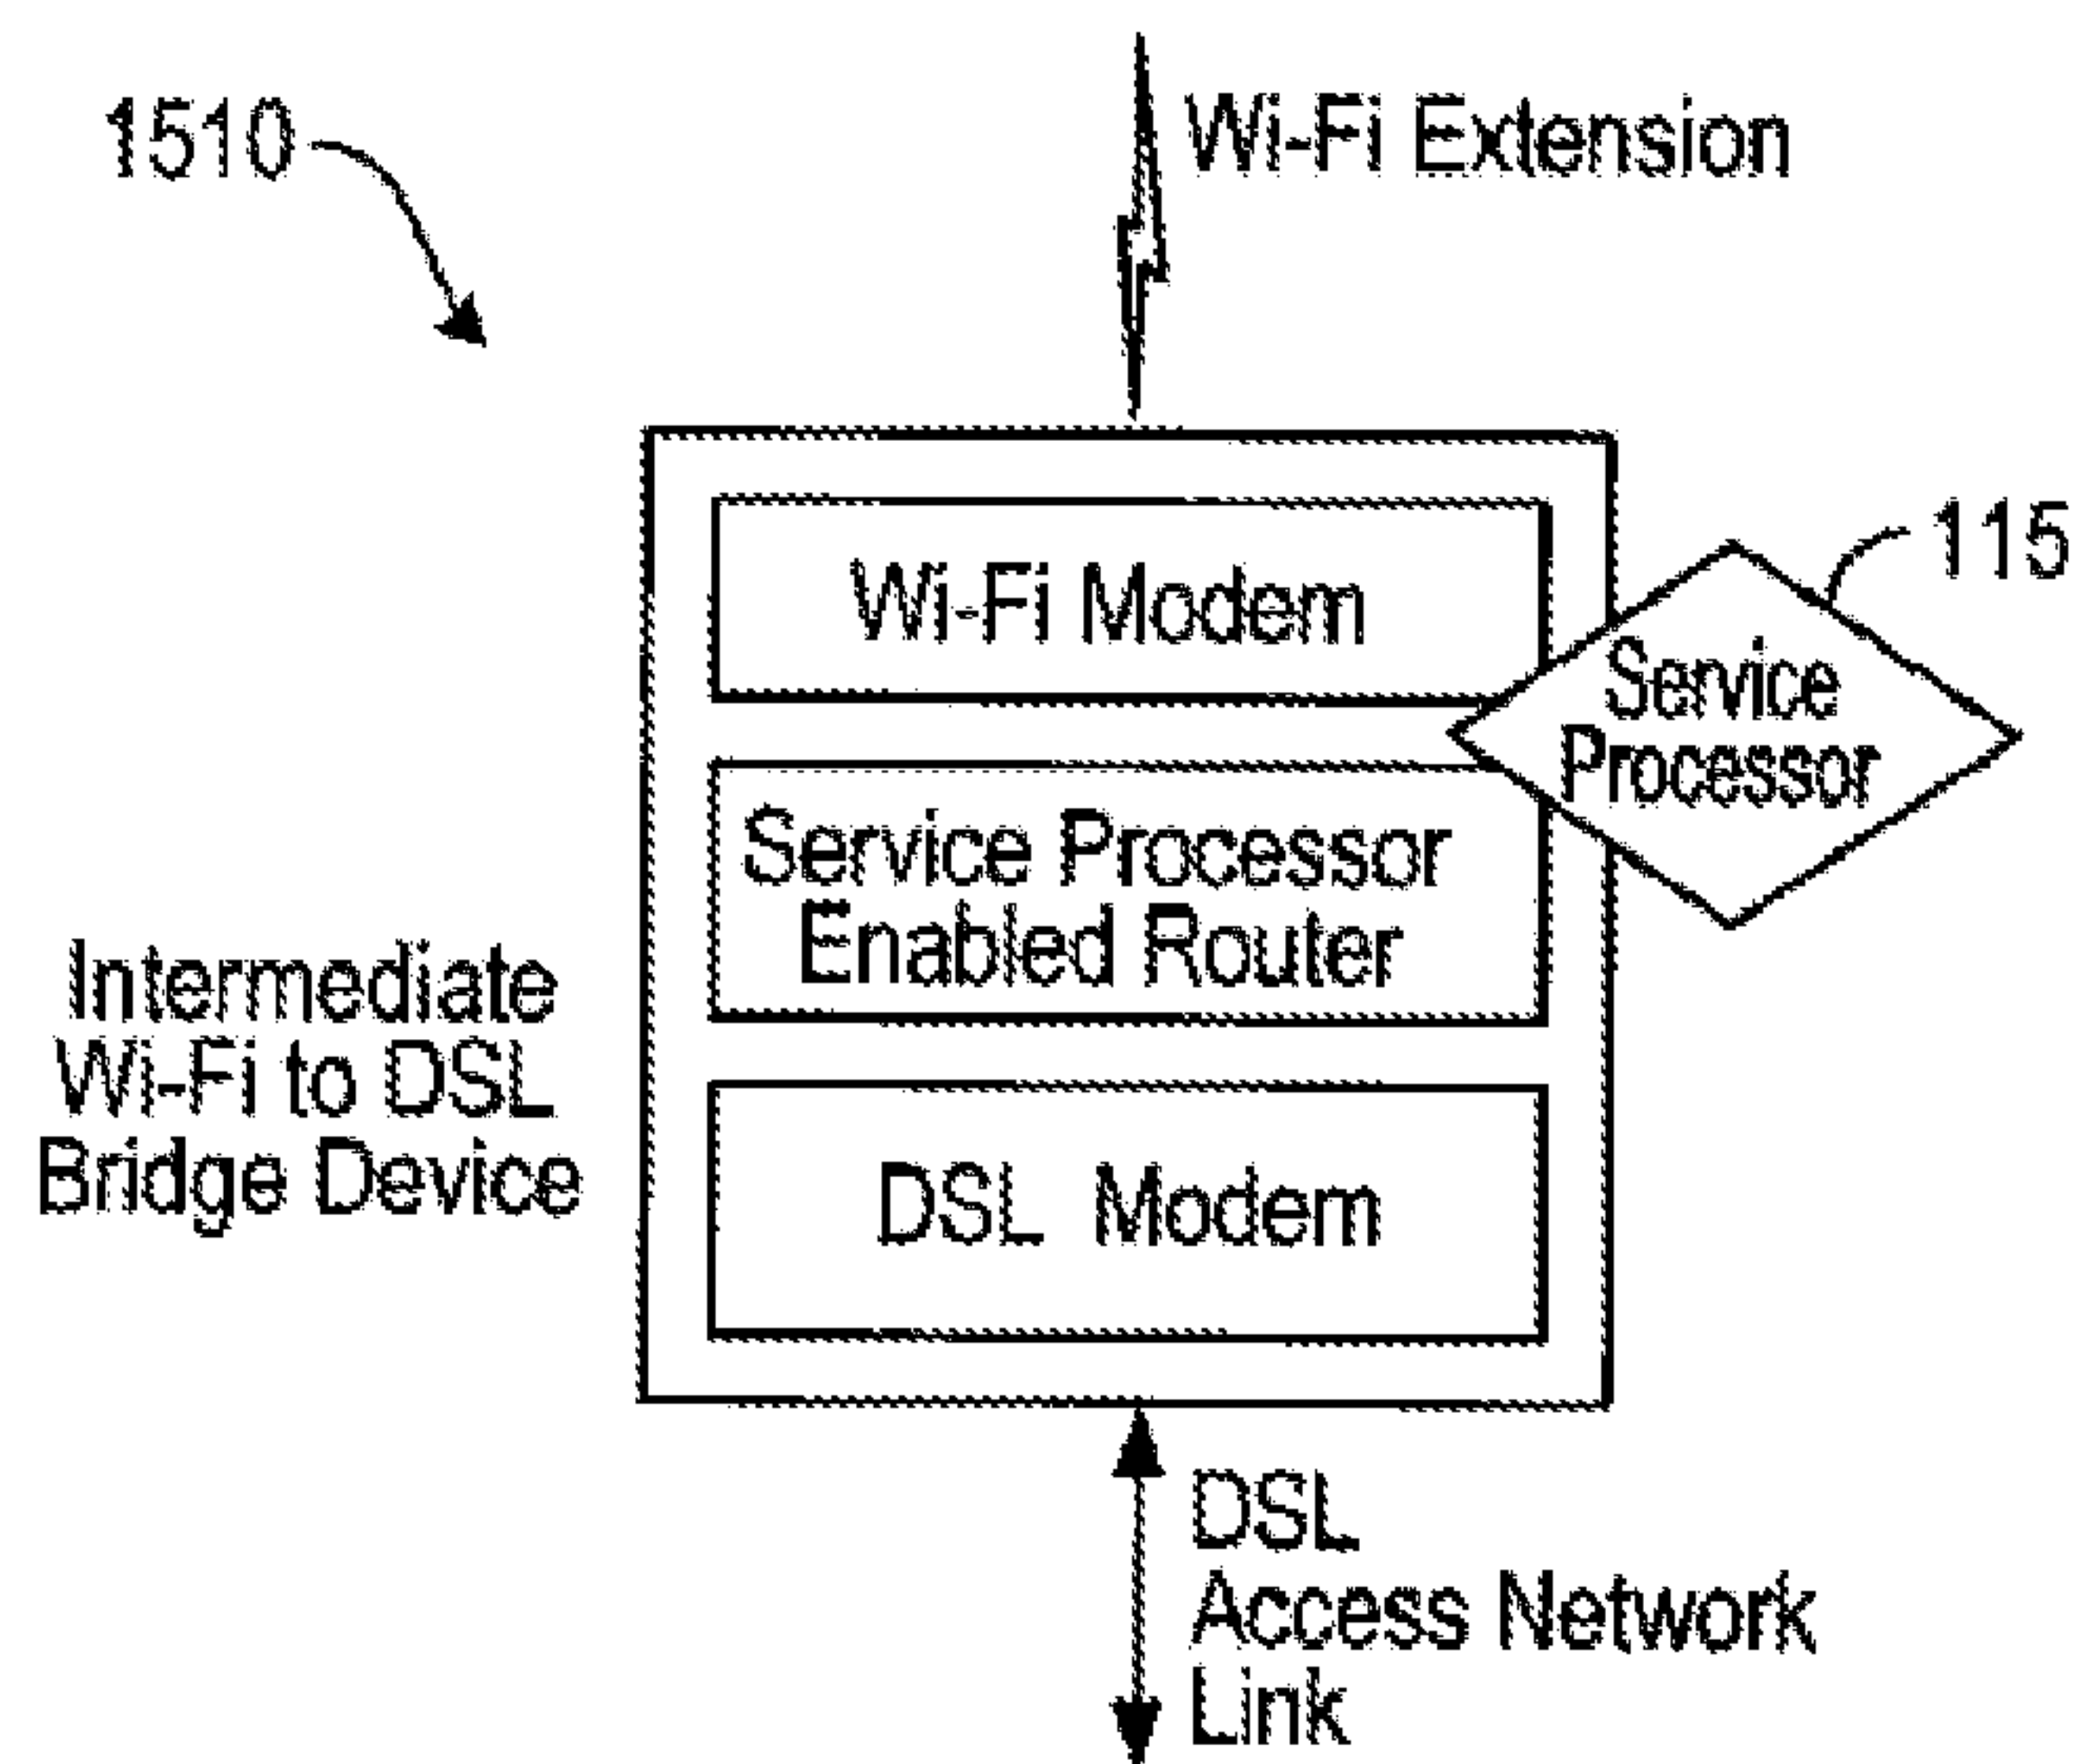 1510
Wi-Fi Extension
Wi-Fi Modem
115
Service
Processor
Service Processor
Enabled Router
Intermediate
Wi-Fi to DSL
Bridge Device
DSL Modem
DSL
Access Network
Link